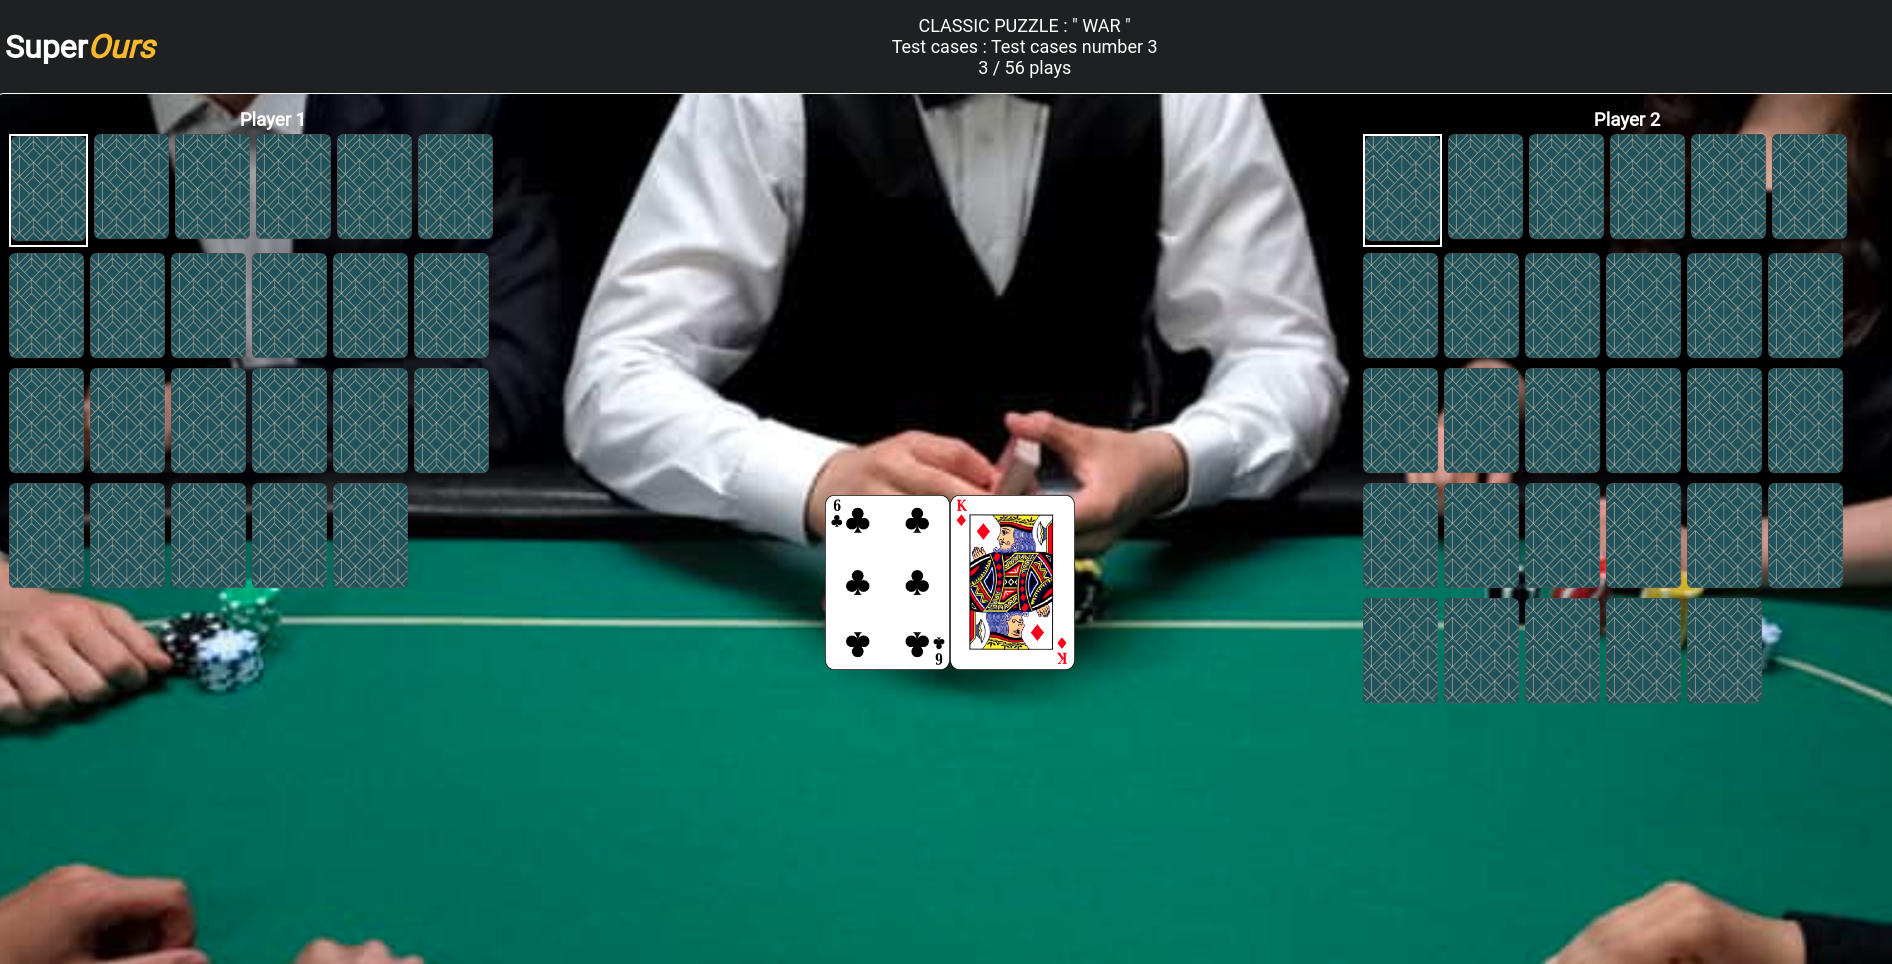 SuperOurs
CLASSIC PUZZLE : " WAR "
Test cases : Test cases number 3
3 / 56 plays
Player 1
Player 2
6
K
6
K